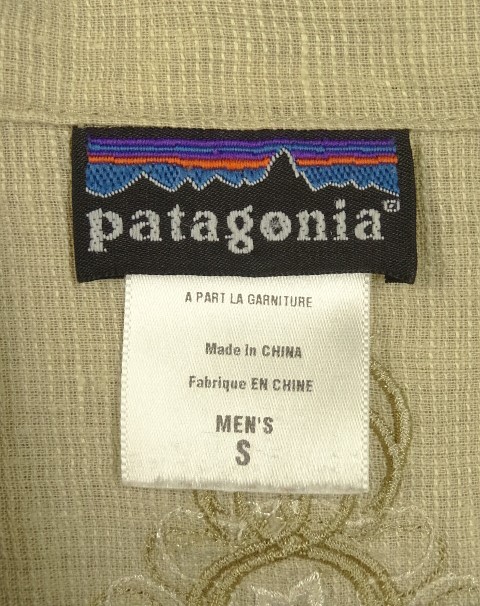 patagonia®
A PART LA GARNITURE
Made in CHINA
Fabrique EN CHINE
MEN'S
S